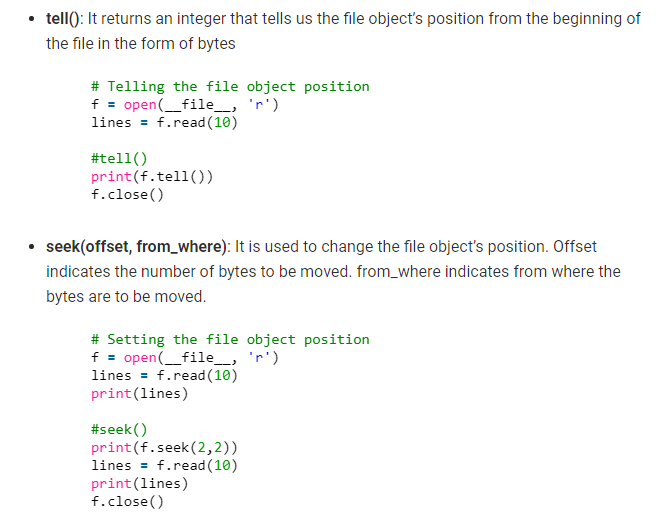 • tell(): It returns an integer that tells us the file object's position from the beginning of
the file in the form of bytes
# Telling the file object position
f = open(__file__, 'r')
lines = f.read(10)
#tell()
print(f.tell())
f.close()
• seek(offset, from_where): It is used to change the file object's position. Offset
indicates the number of bytes to be moved. from_where indicates from where the
bytes are to be moved.
# Setting the file object position
f = open(__file__, 'r')
lines = f.read(10)
print(lines)
#seek()
print(f.seek(2,2))
lines = f.read(10)
print(lines)
f.close()